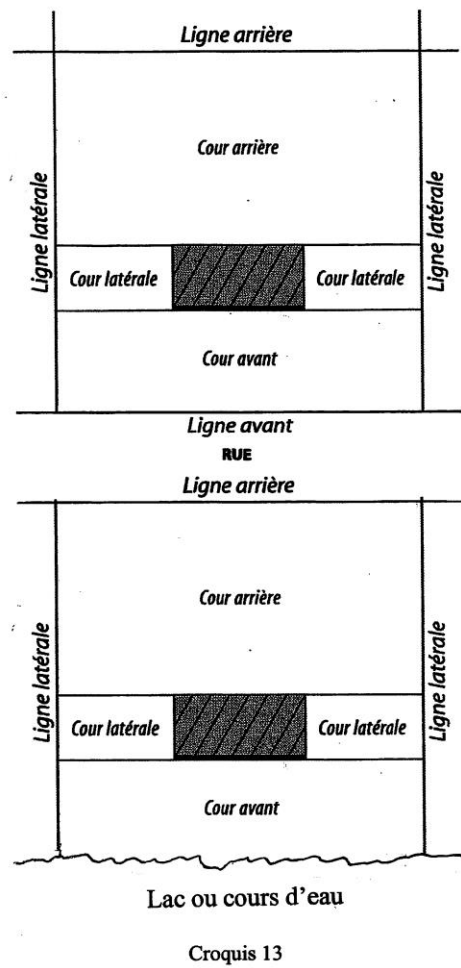 Ligne arrière
Cour arrière
Ligne latérale
Ligne latérale
Cour latérale
Cour latérale
Cour avant
Ligne avant
RUE
Ligne arrière
Cour arrière
Ligne latérale
Ligne latérale
Cour latérale
Cour latérale
Cour avant
Lac ou cours d'eau
Croquis 13